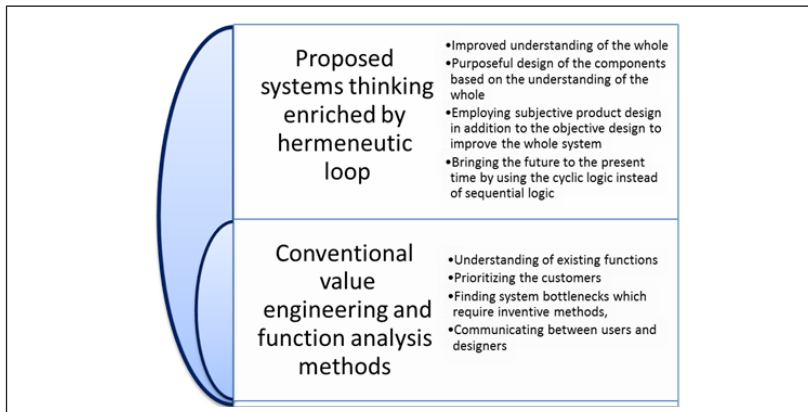 Proposed
systems thinking
enriched by
hermeneutic
loop
•Improved understanding of the whole
•Purposeful design of the components
based on the understanding of the
whole
•Employing subjective product design
in addition to the objective design to
improve the whole system
•Bringing the future to the present
time by using the cyclic logic instead
of sequential logic
Conventional
value
engineering and
function analysis
methods
•Understanding of existing functions
•Prioritizing the customers
•Finding system bottlenecks which
require inventive methods,
•Communicating between users and
designers